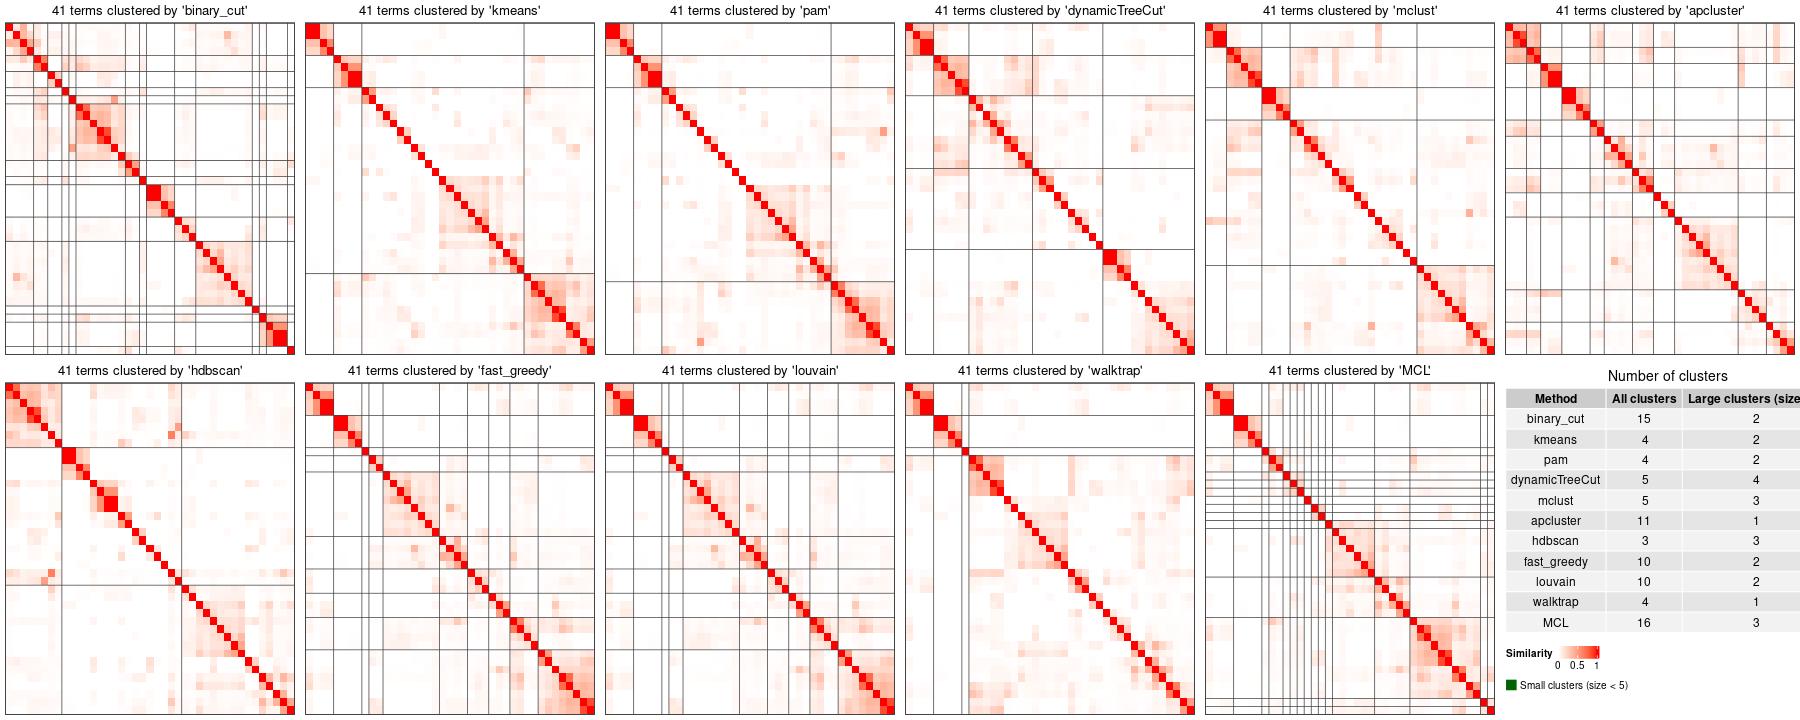 41 terms clustered by 'binary_cut'
41 terms clustered by 'kmeans'
41 terms clustered by 'pam'
41 terms clustered by 'dynamicTreeCut'
41 terms clustered by 'mclust'
41 terms clustered by 'apcluster'
41 terms clustered by 'hdbscan'
41 terms clustered by 'fast_greedy'
41 terms clustered by 'louvain'
41 terms clustered by 'walktrap'
41 terms clustered by 'MCL'
Number of clusters
Method All clusters Large clusters (size
binary_cut 15 2
kmeans 4 2
pam 4 2
dynamicTreeCut 5 4
mclust 5 3
apcluster 11 1
hdbscan 3 3
fast_greedy 10 2
louvain 10 2
walktrap 4 1
MCL 16 3
Similarity
0 0.5 1
Small clusters (size < 5)